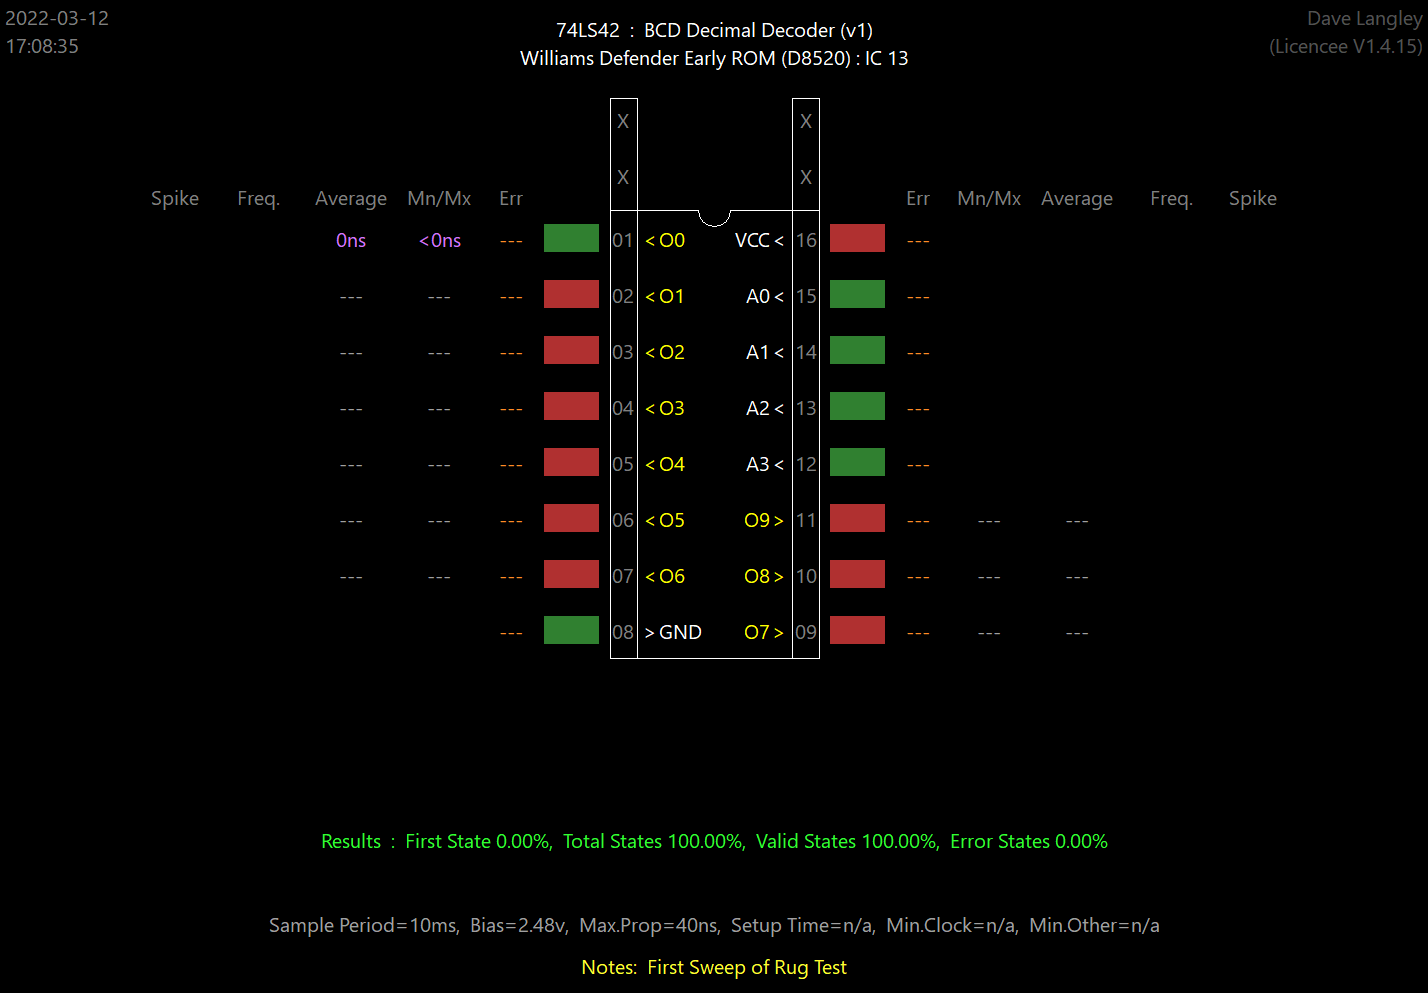 2022-03-12
17:08:35
74LS42 : BCD Decimal Decoder (v1)
Williams Defender Early ROM (D8520) : IC 13
Dave Langley
(Licencee V1.4.15)
X X
X X
Spike Freq. Average Mn/Mx Err Err Mn/Mx Average Freq. Spike
0ns <0ns --- 01 <O0 VCC< 16 ---
--- --- --- 02 <O1 A0< 15 ---
--- --- --- 03 <O2 A1< 14 ---
--- --- --- 04 <O3 A2< 13 ---
--- --- --- 05 <O4 A3< 12 ---
--- --- --- 06 <O5 O9> 11 --- --- ---
--- --- --- 07 <O6 O8> 10 --- --- ---
--- 08 >GND O7> 09 --- --- ---
Results : First State 0.00%, Total States 100.00%, Valid States 100.00%, Error States 0.00%
Sample Period=10ms, Bias=2.48v, Max.Prop=40ns, Setup Time=n/a, Min.Clock=n/a, Min.Other=n/a
Notes: First Sweep of Rug Test